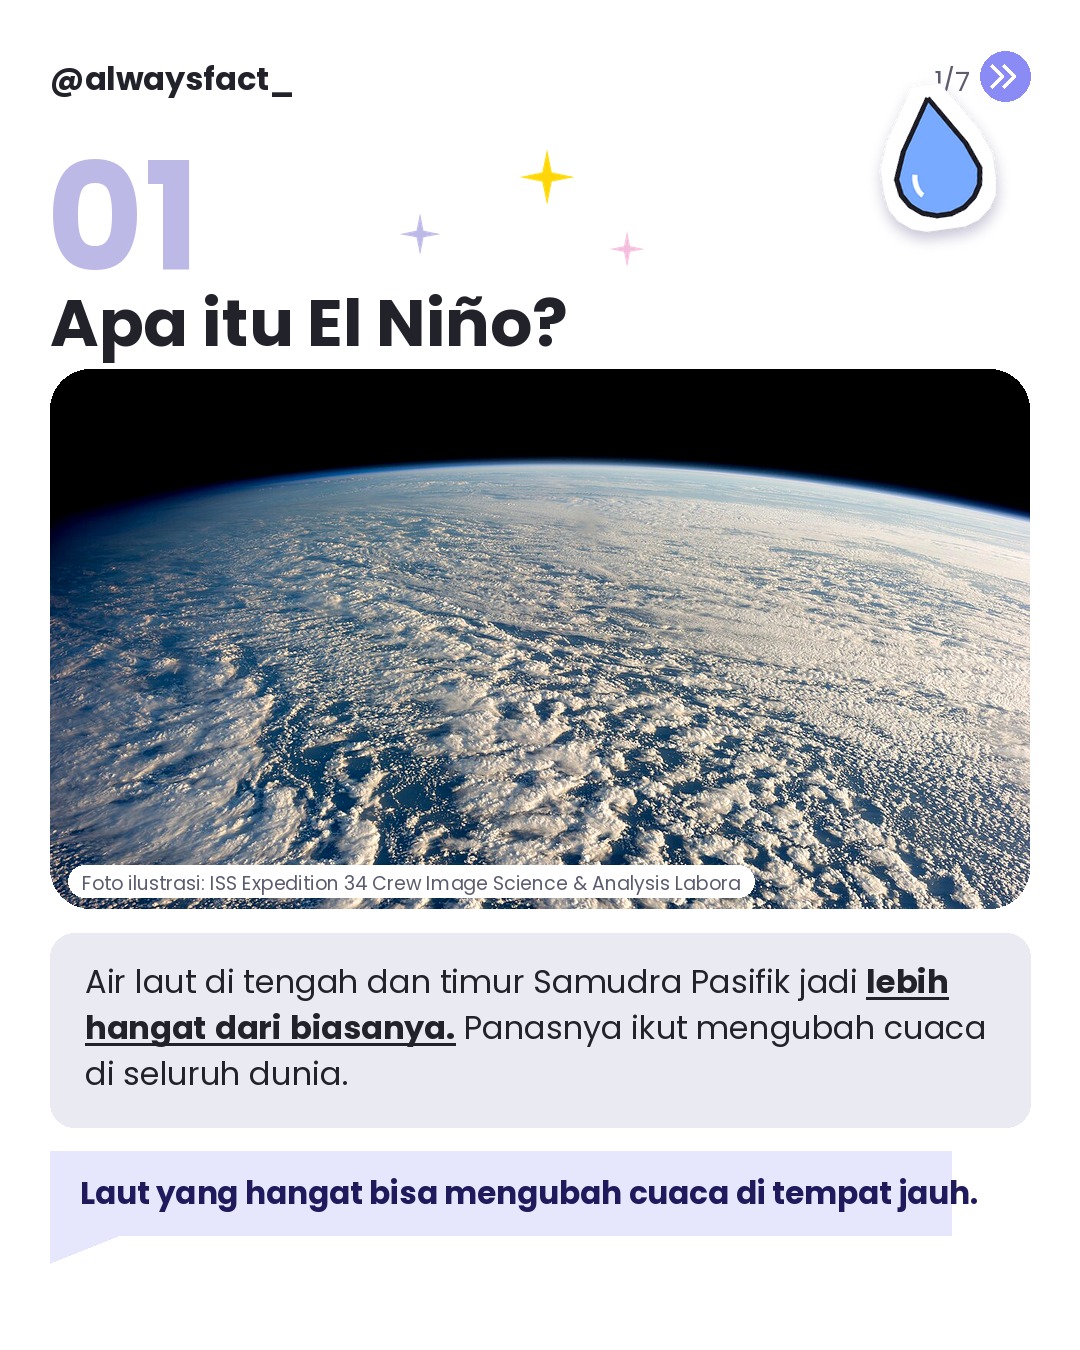 @alwaysfact_
1/7
01
Apa itu El Niño?
Foto ilustrasi: ISS Expedition 34 Crew Image Science & Analysis Labora
Air laut di tengah dan timur Samudra Pasifik jadi lebih
hangat dari biasanya. Panasnya ikut mengubah cuaca
di seluruh dunia.
Laut yang hangat bisa mengubah cuaca di tempat jauh.